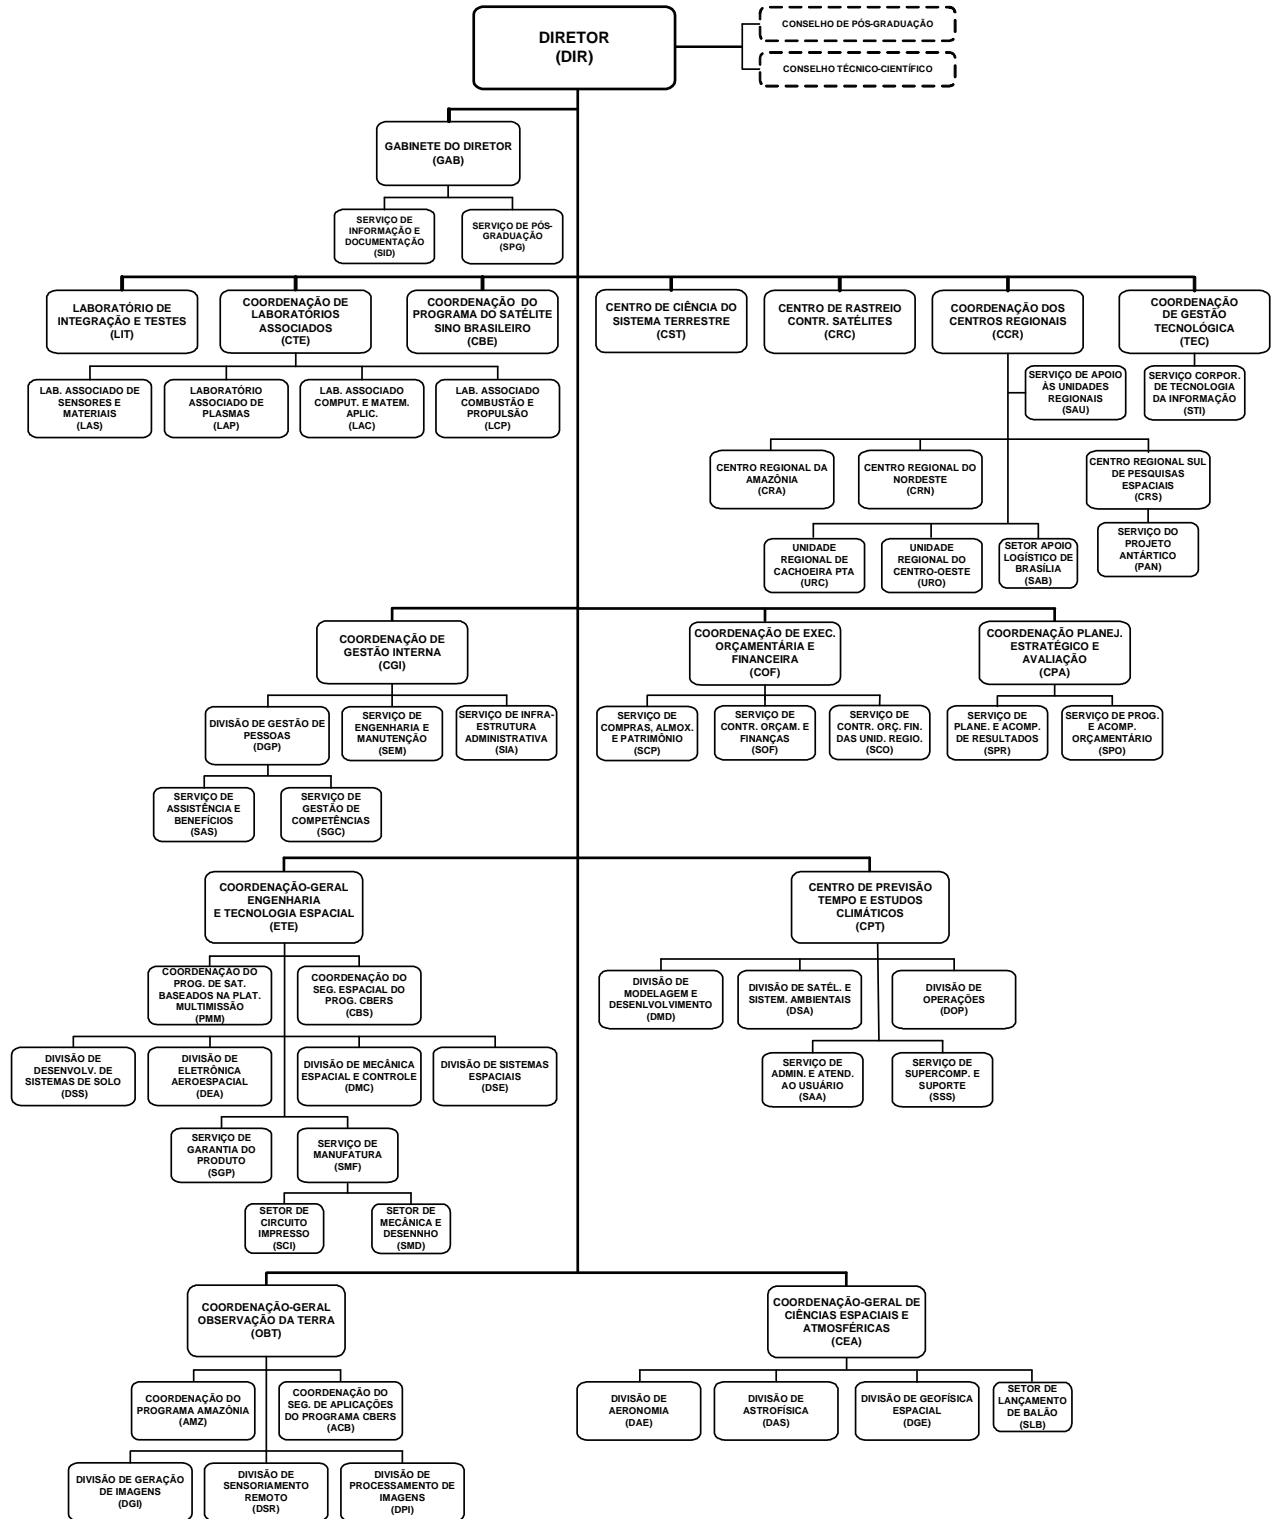 DIRETOR
(DIR)
CONSELHO DE PÓS-GRADUAÇÃO
CONSELHO TÉCNICO-CIENTÍFICO
GABINETE DO DIRETOR
(GAB)
SERVIÇO DE
INFORMAÇÃO E
DOCUMENTAÇÃO
(SID)
SERVIÇO DE PÓS-
GRADUAÇÃO
(SPG)
LABORATÓRIO DE
INTEGRAÇÃO E TESTES
(LIT)
COORDENAÇÃO DE
LABORATÓRIOS
ASSOCIADOS
(CTE)
COORDENAÇÃO DO
PROGRAMA DO SATÉLITE
SINO BRASILEIRO
(CBE)
CENTRO DE CIÊNCIA DO
SISTEMA TERRESTRE
(CST)
CENTRO DE RASTREIO
CONTR. SATÉLITES
(CRC)
COORDENAÇÃO DOS
CENTROS REGIONAIS
(CCR)
COORDENAÇÃO
DE GESTÃO
TECNOLÓGICA
(TEC)
LAB. ASSOCIADO DE
SENSORES E
MATERIAIS
(LAS)
LABORATÓRIO
ASSOCIADO DE
PLASMAS
(LAP)
LAB. ASSOCIADO
COMPUT. E MATEM.
APLIC.
(LAC)
LAB. ASSOCIADO
COMBUSTÃO E
PROPULSÃO
(LCP)
SERVIÇO DE APOIO
ÀS UNIDADES
REGIONAIS
(SAU)
SERVIÇO CORPOR.
DE TECNOLOGIA
DA INFORMAÇÃO
(STI)
CENTRO REGIONAL DA
AMAZÔNIA
(CRA)
CENTRO REGIONAL DO
NORDESTE
(CRN)
CENTRO REGIONAL SUL
DE PESQUISAS
ESPACIAIS
(CRS)
UNIDADE
REGIONAL DE
CACHOEIRA PTA
(URC)
UNIDADE
REGIONAL DO
CENTRO-OESTE
(URO)
SETOR APOIO
LOGÍSTICO DE
BRASÍLIA
(SAB)
SERVIÇO DO
PROJETO
ANTÁRTICO
(PAN)
COORDENAÇÃO DE
GESTÃO INTERNA
(CGI)
COORDENAÇÃO DE EXEC.
ORÇAMENTÁRIA E
FINANCEIRA
(COF)
COORDENAÇÃO PLANEJ.
ESTRATÉGICO E
AVALIAÇÃO
(CPA)
DIVISÃO DE GESTÃO DE
PESSOAS
(DGP)
SERVIÇO DE
ENGENHARIA E
MANUTENÇÃO
(SEM)
SERVIÇO DE INFRA-
ESTRUTURA
ADMINISTRATIVA
(SIA)
SERVIÇO DE
COMPRAS, ALMOX.
E PATRIMÔNIO
(SCP)
SERVIÇO DE
CONTR. ORÇAM. E
FINANÇAS
(SOF)
SERVIÇO DE
CONTR. ORÇ. FIN.
DAS UNID. REGIO.
(SCO)
SERVIÇO DE
PLANE. E ACOMP.
DE RESULTADOS
(SPR)
SERVIÇO DE PROG.
E ACOMP.
ORÇAMENTÁRIO
(SPO)
SERVIÇO DE
ASSISTÊNCIA E
BENEFÍCIOS
(SAS)
SERVIÇO DE
GESTÃO DE
COMPETÊNCIAS
(SGC)
COORDENAÇÃO-GERAL
ENGENHARIA
E TECNOLOGIA ESPACIAL
(ETE)
CENTRO DE PREVISÃO
TEMPO E ESTUDOS
CLIMÁTICOS
(CPT)
COORDENAÇÃO DO
PROG. DE SAT.
BASEADOS NA PLAT.
MULTIMISSÃO
(PMM)
COORDENAÇÃO DO
SEG. ESPACIAL DO
PROG. CBERS
(CBS)
DIVISÃO DE
MODELAGEM E
DESENLVOLVIMENTO
(DMD)
DIVISÃO DE SATÉL. E
SISTEM. AMBIENTAIS
(DSA)
DIVISÃO DE
OPERAÇÕES
(DOP)
DIVISÃO DE
DESENVOLV. DE
SISTEMAS DE SOLO
(DSS)
DIVISÃO DE
ELETRÔNICA
AEROESPACIAL
(DEA)
DIVISÃO DE MECÂNICA
ESPACIAL E CONTROLE
(DMC)
DIVISÃO DE SISTEMAS
ESPACIAIS
(DSE)
SERVIÇO DE
ADMIN. E ATEND.
AO USUÁRIO
(SAA)
SERVIÇO DE
SUPERCOMP. E
SUPORTE
(SSS)
SERVIÇO DE
GARANTIA DO
PRODUTO
(SGP)
SERVIÇO DE
MANUFATURA
(SMF)
SETOR DE
CIRCUITO
IMPRESSO
(SCI)
SETOR DE
MECÂNICA E
DESENNHO
(SMD)
COORDENAÇÃO-GERAL
OBSERVAÇÃO DA TERRA
(OBT)
COORDENAÇÃO-GERAL DE
CIÊNCIAS ESPACIAIS E
ATMOSFÉRICAS
(CEA)
COORDENAÇÃO DO
PROGRAMA AMAZÔNIA
(AMZ)
COORDENAÇÃO DO
SEG. DE APLICAÇÕES
DO PROGRAMA CBERS
(ACB)
DIVISÃO DE
AERONOMIA
(DAE)
DIVISÃO DE
ASTROFÍSICA
(DAS)
DIVISÃO DE GEOFÍSICA
ESPACIAL
(DGE)
SETOR DE
LANÇAMENTO
DE BALÃO
(SLB)
DIVISÃO DE GERAÇÃO
DE IMAGENS
(DGI)
DIVISÃO DE
SENSORIAMENTO
REMOTO
(DSR)
DIVISÃO DE
PROCESSAMENTO DE
IMAGENS
(DPI)